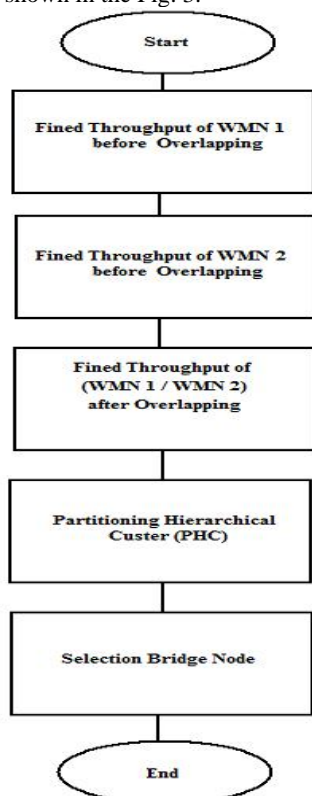 shown in the Fig. 3.
Start
Fined Throughput of WMN 1
before Overlapping
Fined Throughput of WMN 2
before Overlapping
Fined Throughput of
(WMN 1 / WMN 2)
after Overlapping
Partitioning Hierarchical
Custer (PHC)
Selection Bridge Node
End